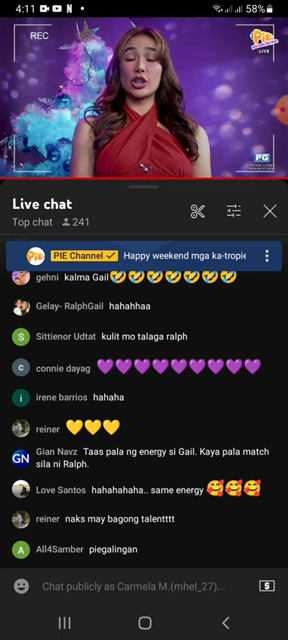 4:11 N 58%
REC
Pie
LIVE
PG
Live chat
Top chat 241
Pie PIE Channel Happy weekend mga ka-tropie
gehni kalma Gail🤣🤣🤣🤣🤣🤣🤣
Gelay- RalphGail hahahhaa
S Sittienor Udtat kulit mo talaga ralph
c connie dayag 💜💜💜💜💜💜💜💜💜
i irene barrios hahaha
reiner 💛💛💛
GN Gian Navz Taas pala ng energy si Gail. Kaya pala match
sila ni Ralph.
Love Santos hahahahaha.. same energy 🥰🥰🥰
reiner naks may bagong talentttt
A All4Samber piegalingan
Chat publicly as Carmela M.(mhel_27)... $